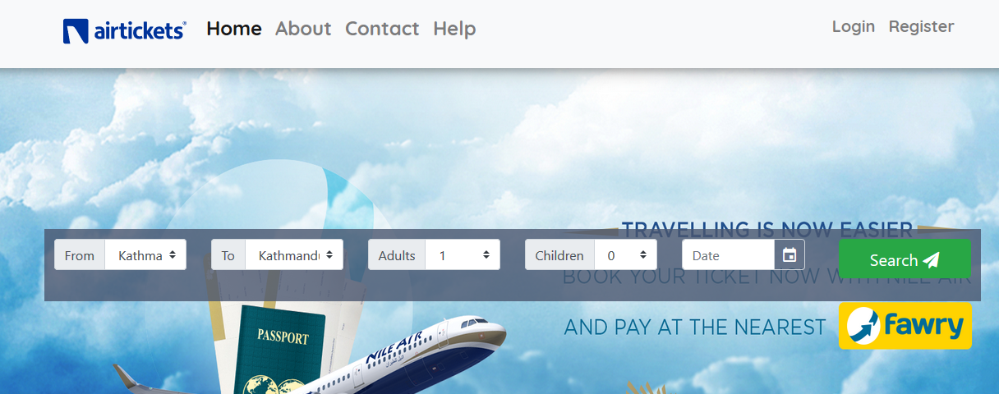 airtickets®
Home About Contact Help
Login Register
TRAVELLING IS NOW EASIER
From Kathma
To Kathmand
Adults 1
Children 0
Date
Search
BOOK YOUR TICKET NOW WITH NILE AIR
AND PAY AT THE NEAREST fawry
PASSPORT
NILE AIR